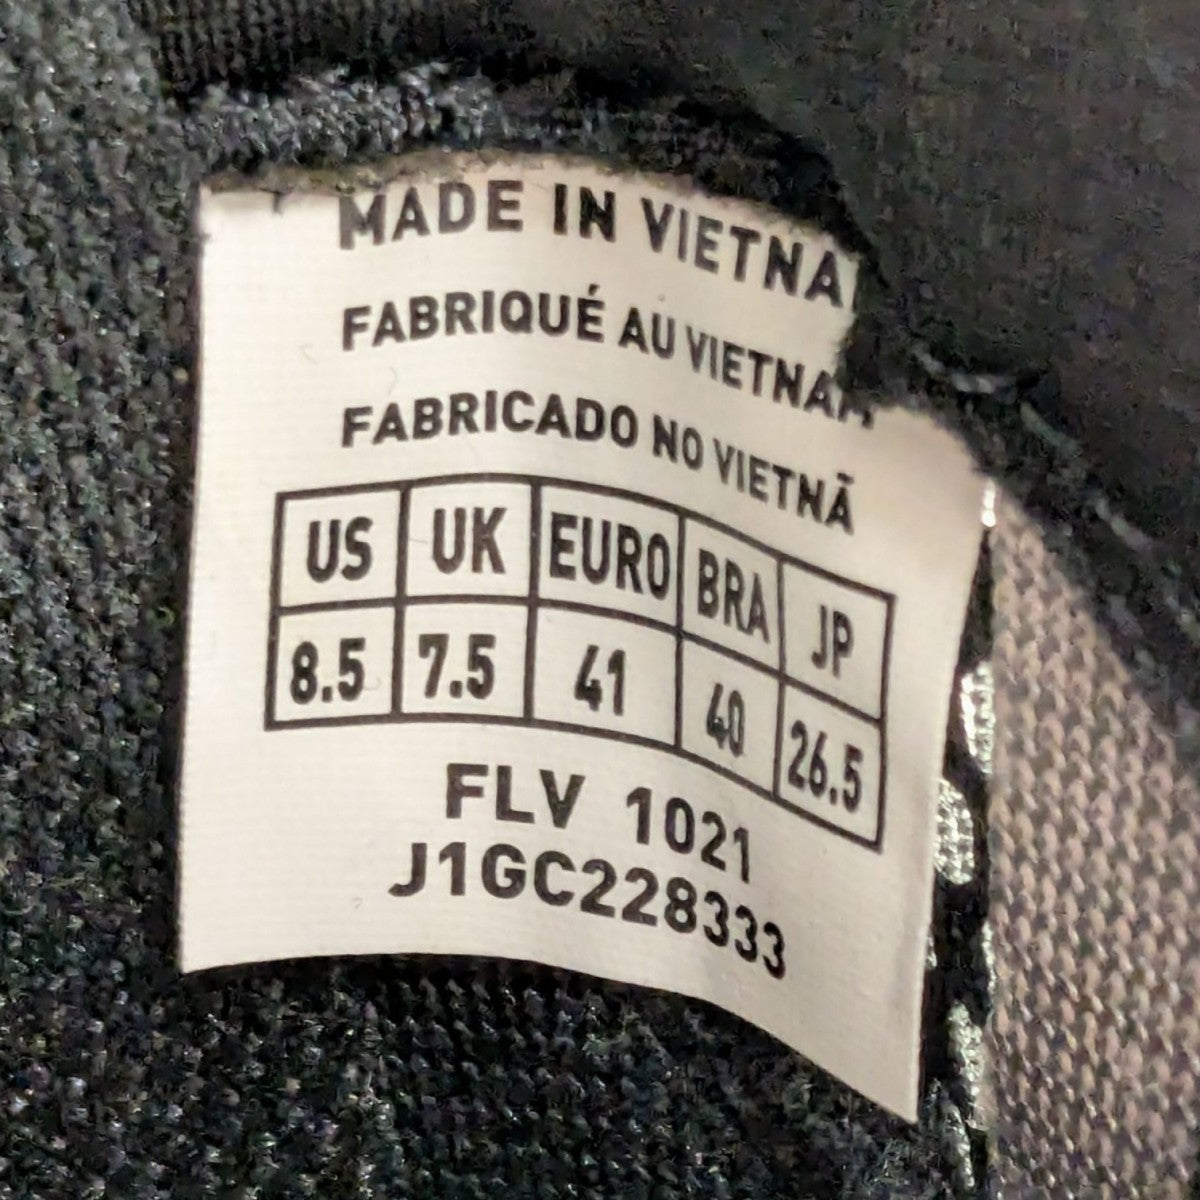 MADE IN VIETNA
FABRIQUÉ AU VIETNAM
FABRICADO NO VIETNÃ
US UK EURO BRA JP
8.5 7.5 41 40 26.5
FLV 1021
J1GC228333